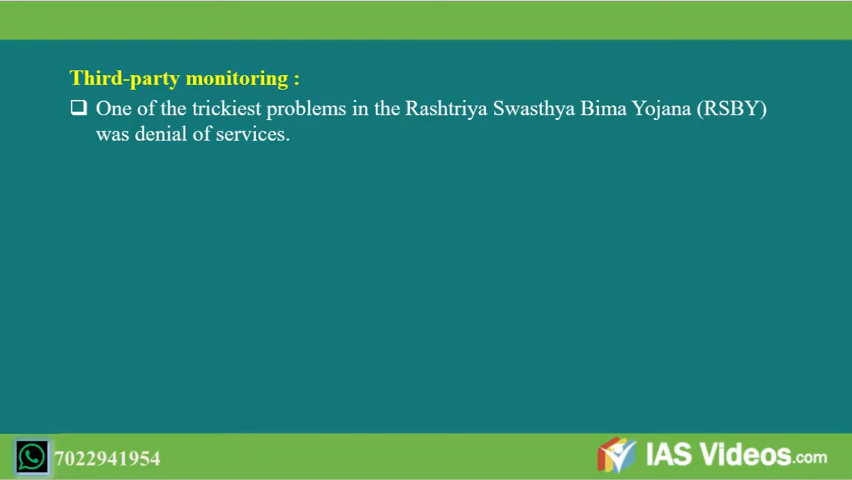 Third-party monitoring :
❑ One of the trickiest problems in the Rashtriya Swasthya Bima Yojana (RSBY)
was denial of services.
7022941954
IAS Videos.com